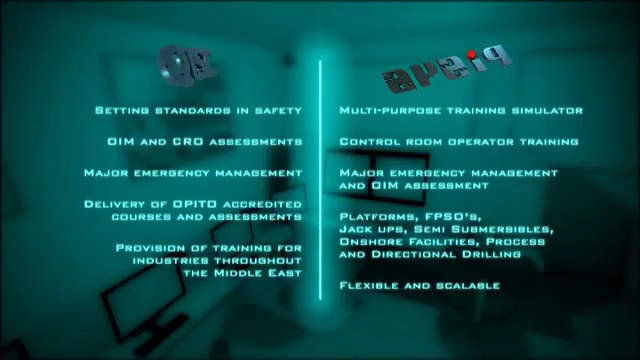 Setting standards in safety
OIM and CRO assessments
Major emergency management
Delivery of OPITO accredited
courses and assessments
Provision of training for
industries throughout
the Middle East
Multi-purpose training simulator
Control room operator training
Major emergency management
and OIM assessment
Platforms, FPSO's,
Jack ups, Semi Submersibles,
Onshore Facilities, Process
and Directional Drilling
Flexible and scalable